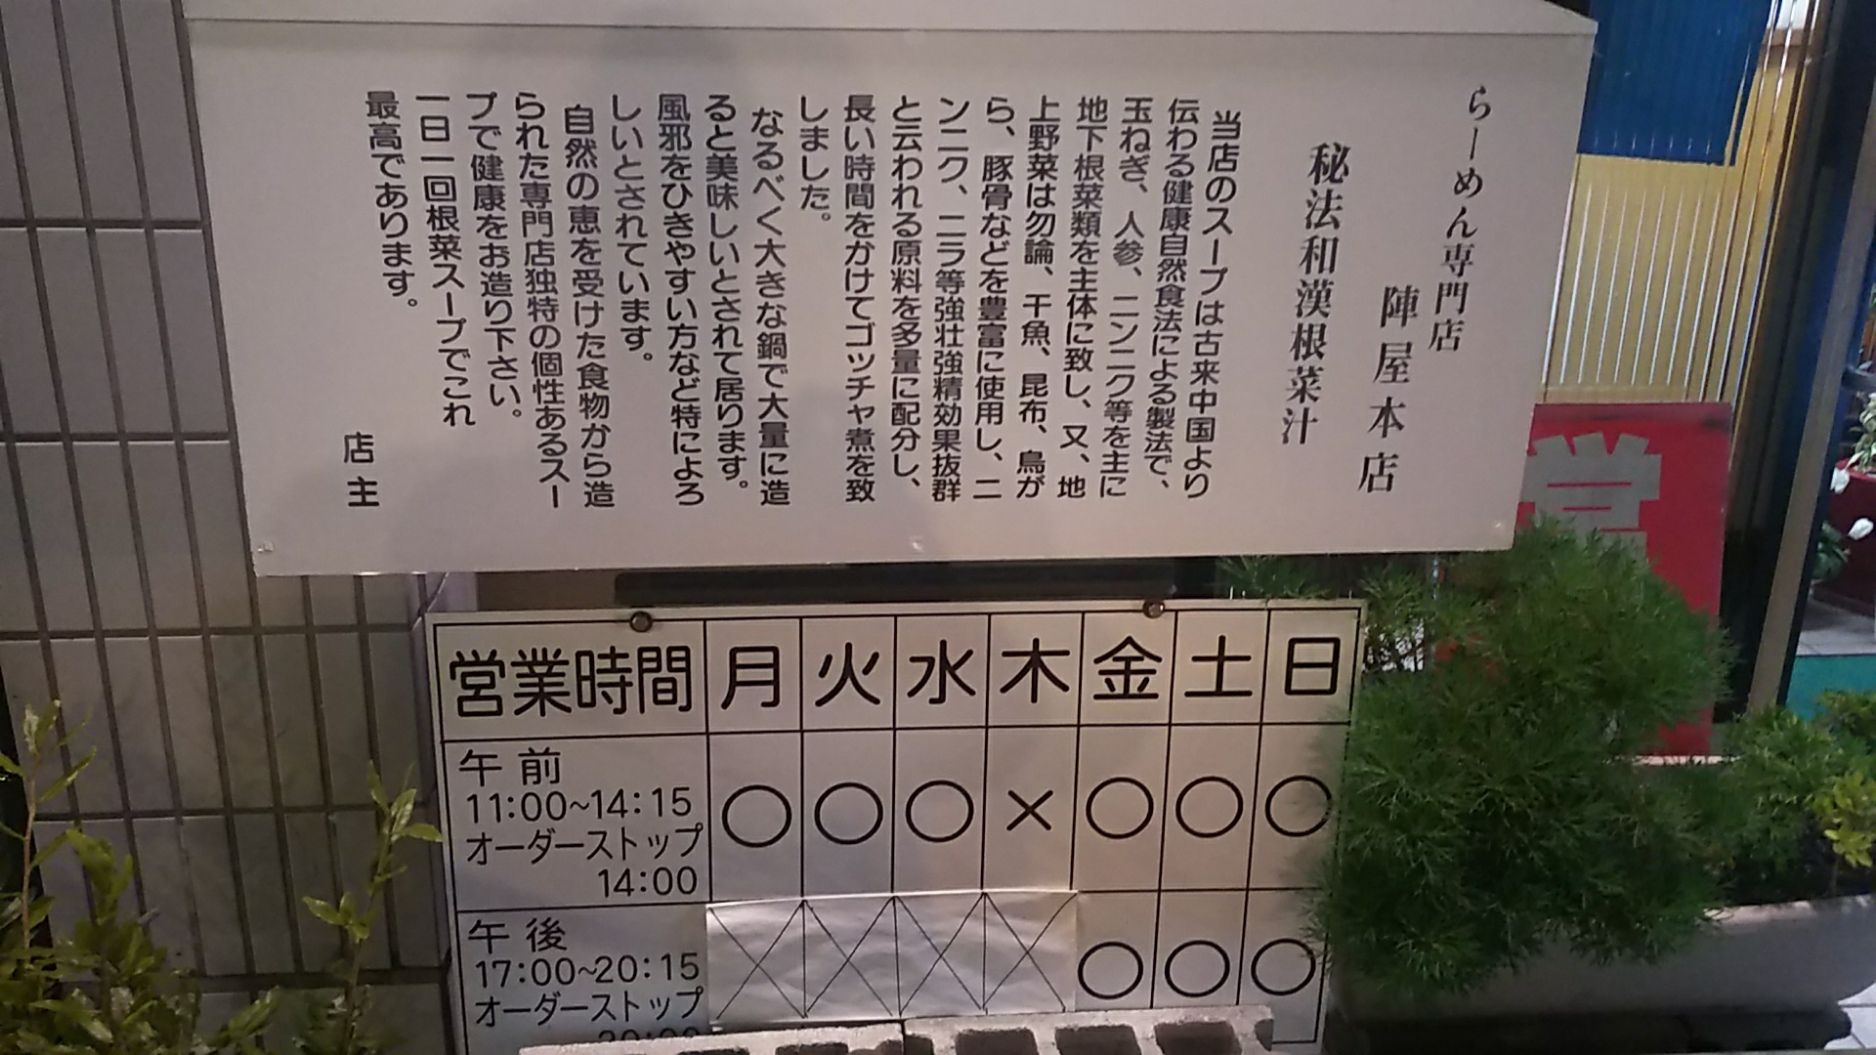 らーめん専門店
陣屋本店
秘法和漢根菜汁
当店のスープは古来中国より
伝わる健康自然食法による製法で、
玉ねぎ、人参、ニンニク等を主に
地下根菜類を主体に致し、又、地
上野菜は勿論、干魚、昆布、鳥が
ら、豚骨などを豊富に使用し、ニ
ンニク、ニラ等強壮強精効果抜群
と云われる原料を多量に配分し、
長い時間をかけてゴッチャ煮を致
しました。
なるべく大きな鍋で大量に造
ると美味しいとされて居ります。
風邪をひきやすい方など特によろ
しいとされています。
自然の恵を受けた食物から造
られた専門店独特の個性あるスー
プで健康をお造り下さい。
一日一回根菜スープでこれ
最高であります。
店主
営業時間 月 火 水 木 金 土 日
午前
11:00~14:15 ○ ○ ○ × ○ ○ ○
オーダーストップ
14:00
午後
17:00~20:15 ╳ ╳ ╳ ╳ ○ ○ ○
オーダーストップ
営